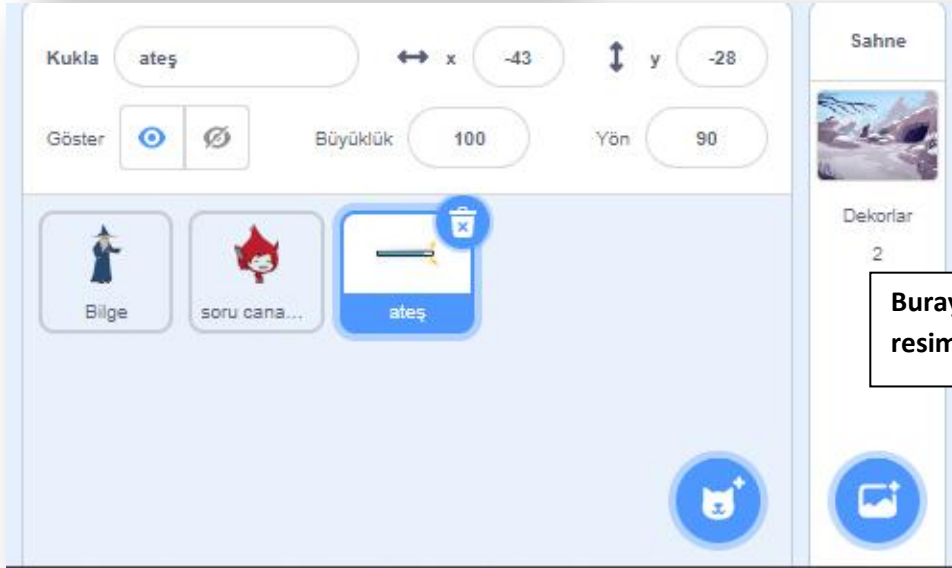 Kukla ateş x -43 y -28
Göster Büyüklük 100 Yön 90
Bilge soru cana... ateş
Sahne
Dekorlar
2
Buray
resim